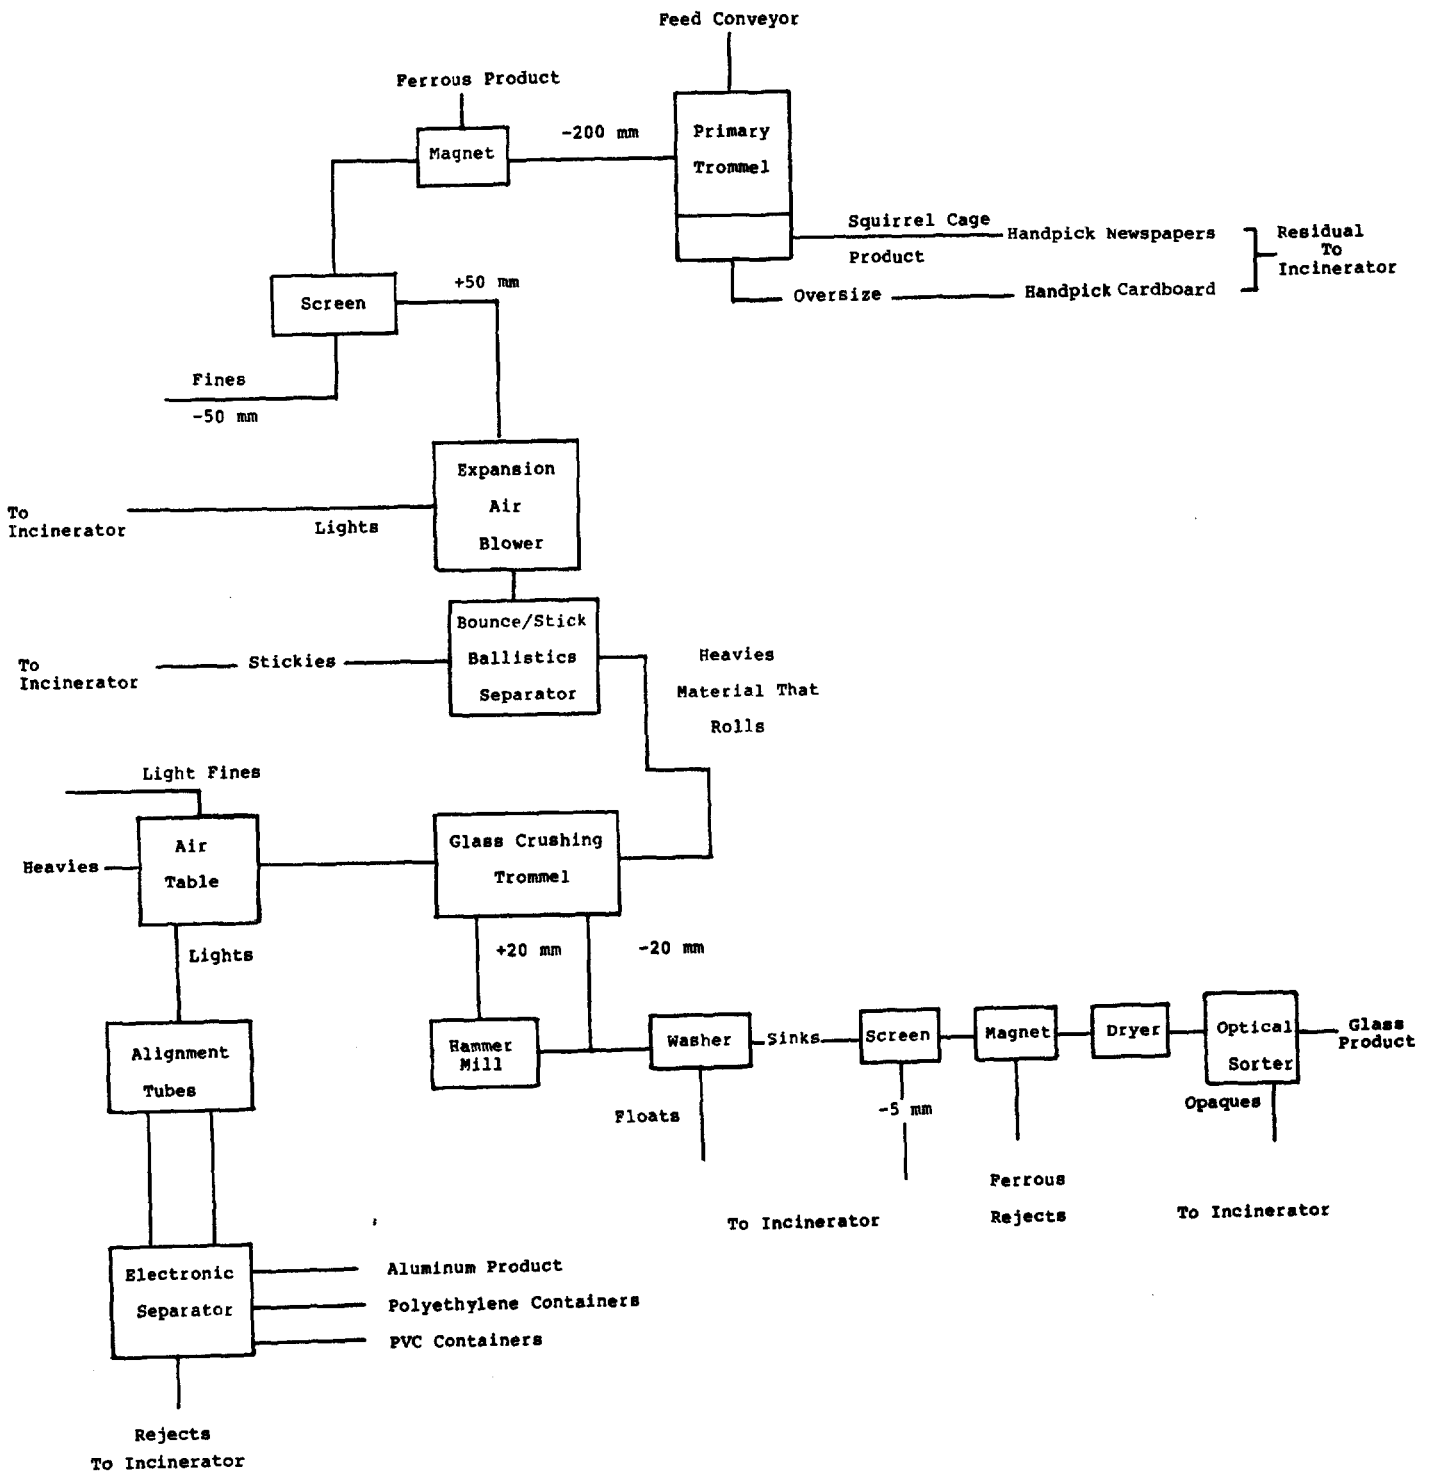 Feed Conveyor
Ferrous Product
-200 mm
Primary
Trommel
Magnet
Squirrel Cage
Product
Handpick Newspapers
Residual
To
Incinerator
Oversize
Handpick Cardboard
Screen
+50 mm
Fines
-50 mm
Expansion
Air
Blower
To
Incinerator
Lights
Bounce/Stick
Ballistics
Separator
To
Incinerator
Stickies
Heavies
Material That
Rolls
Light Fines
Air
Table
Heavies
Glass Crushing
Trommel
Lights
+20 mm
-20 mm
Alignment
Tubes
Hammer
Mill
Washer
Sinks
Screen
Magnet
Dryer
Optical
Sorter
Glass
Product
Floats
-5 mm
Opaques
Ferrous
Rejects
To Incinerator
To Incinerator
Electronic
Separator
Aluminum Product
Polyethylene Containers
PVC Containers
Rejects
To Incinerator